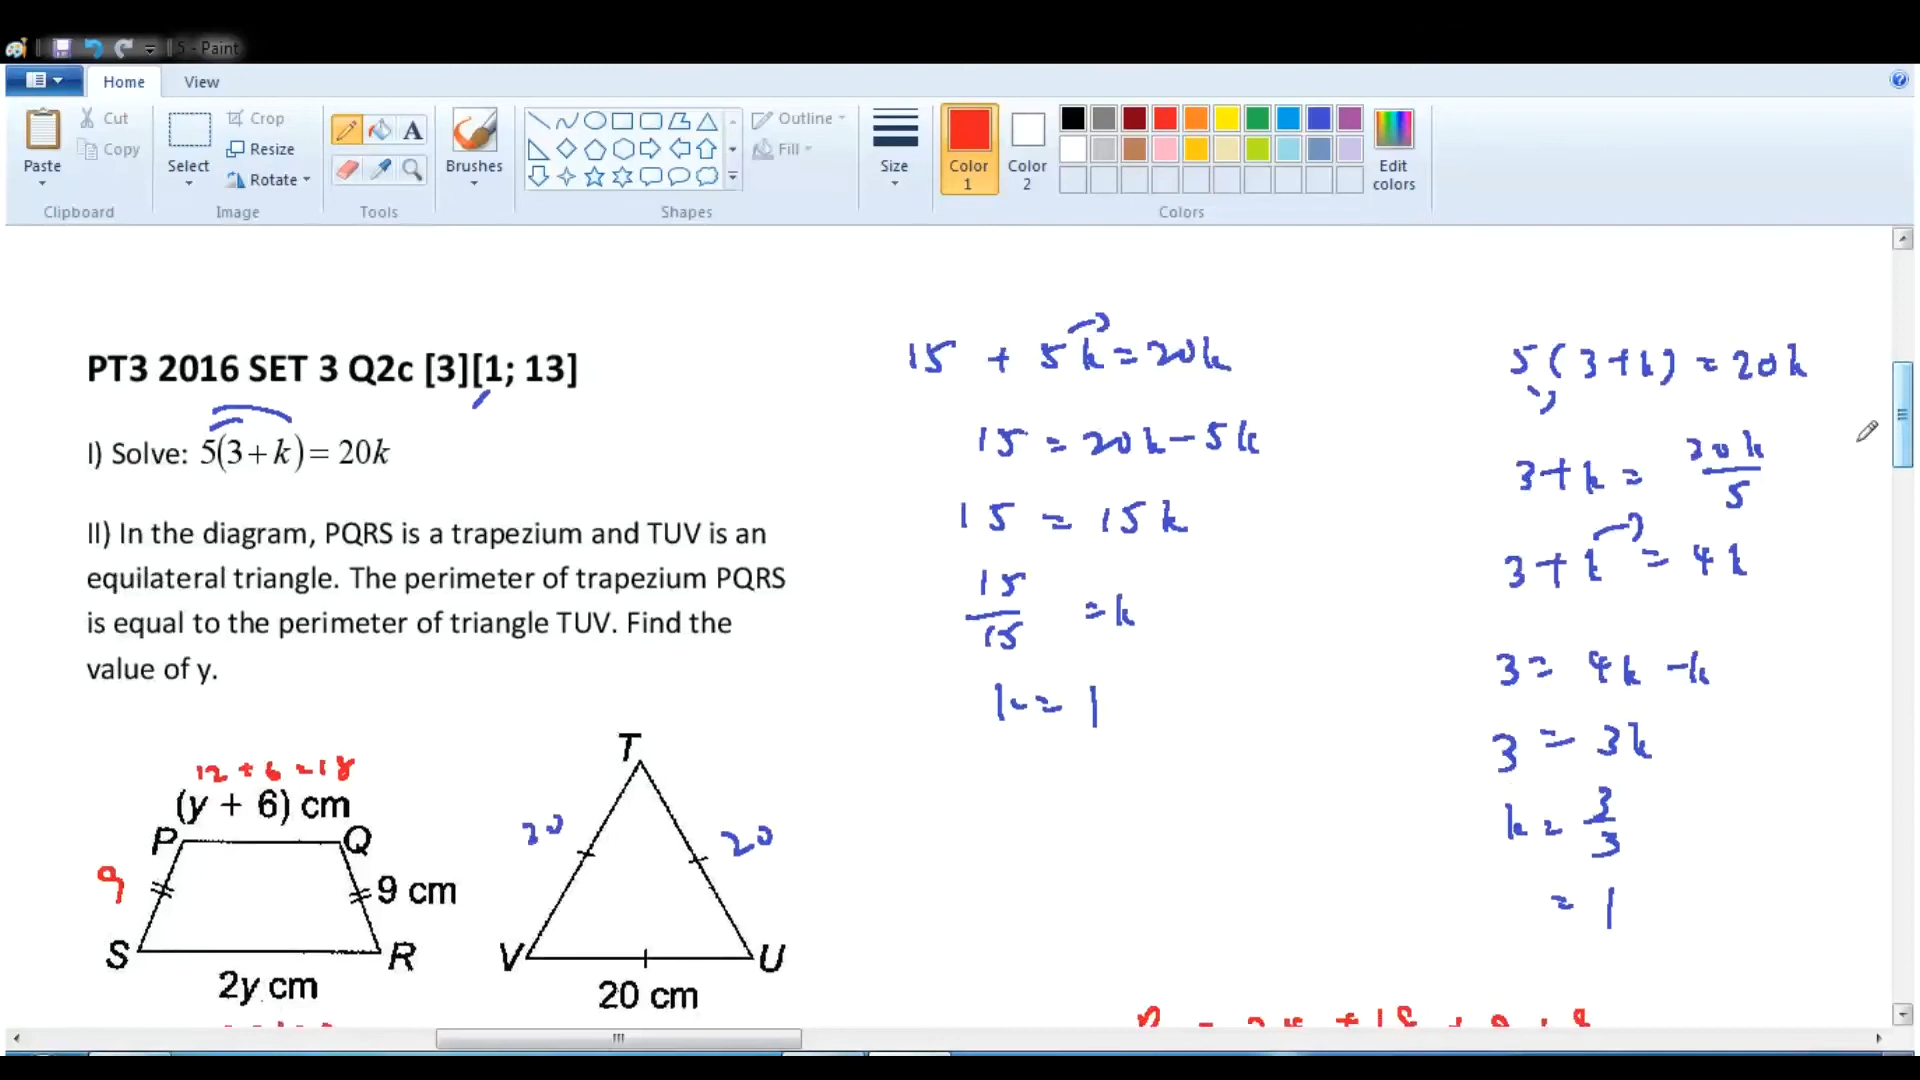 5 - Paint
Home View
Paste
Cut
Copy
Clipboard
Select
Crop
Resize
Rotate
Image
A
Tools
Brushes
Outline
Fill
Shapes
Size
Color 1
Color 2
Edit colors
Colors
PT3 2016 SET 3 Q2c [3][1; 13]
I) Solve: 5(3+k)= 20k
II) In the diagram, PQRS is a trapezium and TUV is an
equilateral triangle. The perimeter of trapezium PQRS
is equal to the perimeter of triangle TUV. Find the
value of y.
12 + 6 = 18
(y + 6) cm
P Q
9
9 cm
S R
2y cm
T
20 20
V U
20 cm
15 + 5k = 20k
15 = 20k - 5k
15 = 15k
15
15
= k
k = 1
5(3+k) = 20k
3+k = 20k
5
3+k = 4k
3 = 4k - k
3 = 3k
k = 3
3
= 1